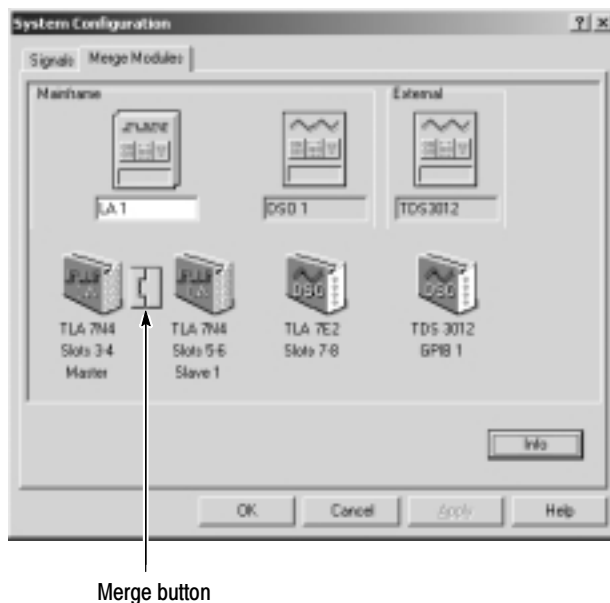 System Configuration
Signals Merge Modules
Mainframe External
LA 1 DSO 1 TDS3012
DSO DSO
TLA 7N4 TLA 7N4 TLA 7E2 TDS 3012
Slots 3-4 Slots 5-6 Slots 7-8 GPIB 1
Master Slave 1
Info
OK Cancel Apply Help
Merge button